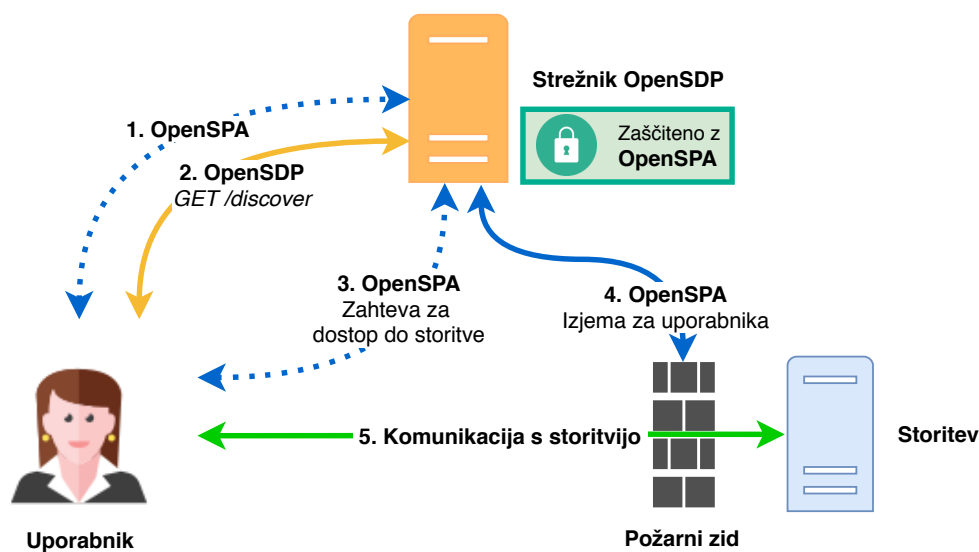 Strežnik OpenSDP
Zaščiteno z
OpenSPA
1. OpenSPA
2. OpenSDP
GET /discover
3. OpenSPA
Zahteva za
dostop do storitve
4. OpenSPA
Izjema za uporabnika
5. Komunikacija s storitvijo
Storitev
Uporabnik
Požarni zid